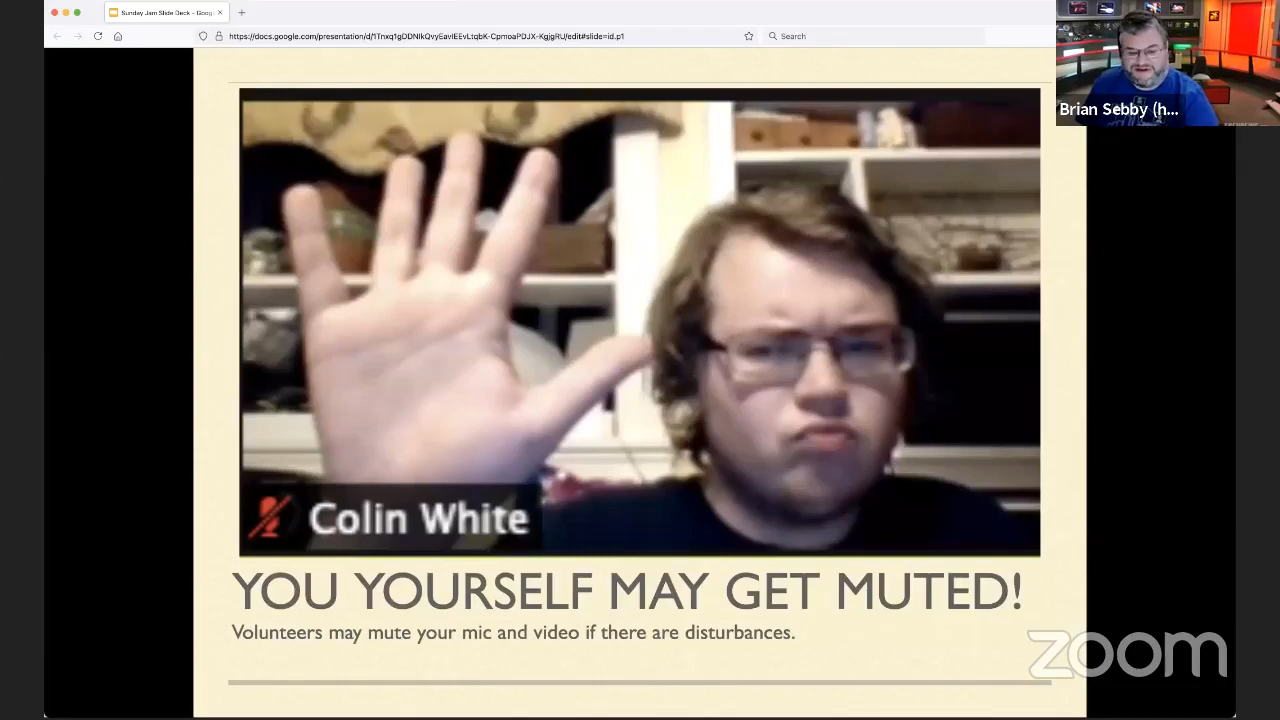 Sunday Jam Slide Deck - Goog
Search
Brian Sebby (h...
Colin White
YOU YOURSELF MAY GET MUTED!
Volunteers may mute your mic and video if there are disturbances.
zoom